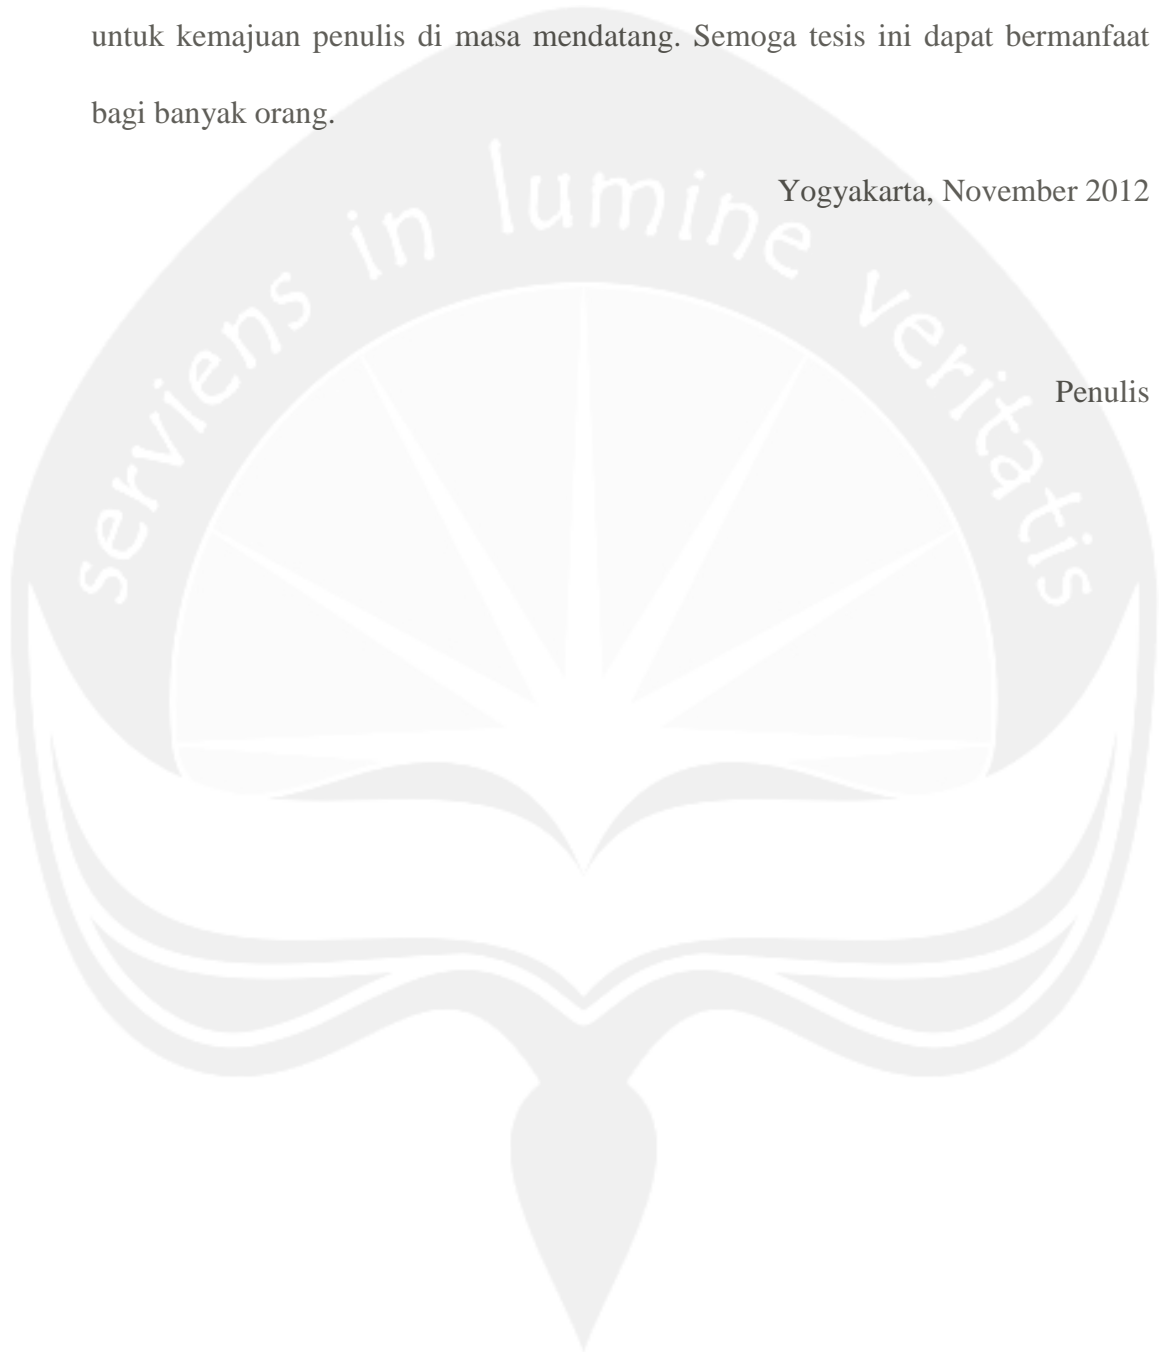 untuk kemajuan penulis di masa mendatang. Semoga tesis ini dapat bermanfaat
bagi banyak orang.
Yogyakarta, November 2012
serviens in lumine veritatis
Penulis